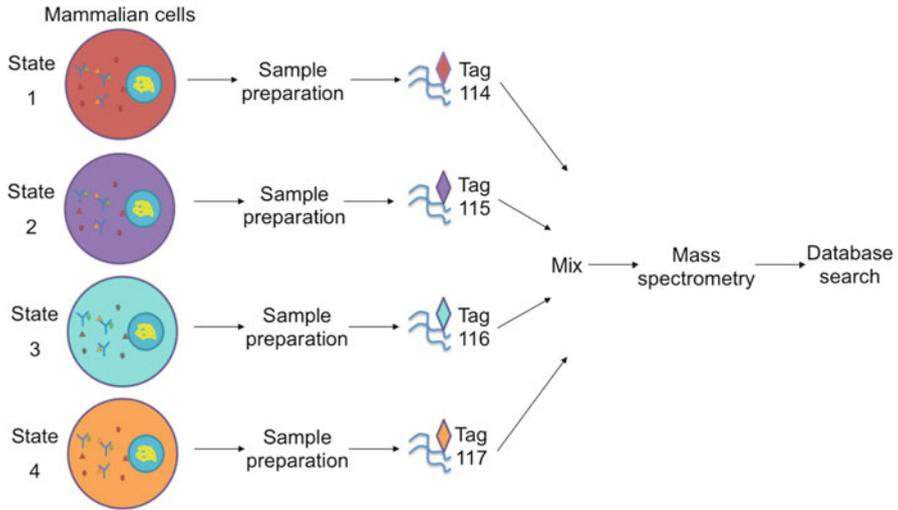 Mammalian cells
State
1
Sample
preparation
Tag
114
State
2
Sample
preparation
Tag
115
State
3
Sample
preparation
Tag
116
State
4
Sample
preparation
Tag
117
Mix
Mass
spectrometry
Database
search